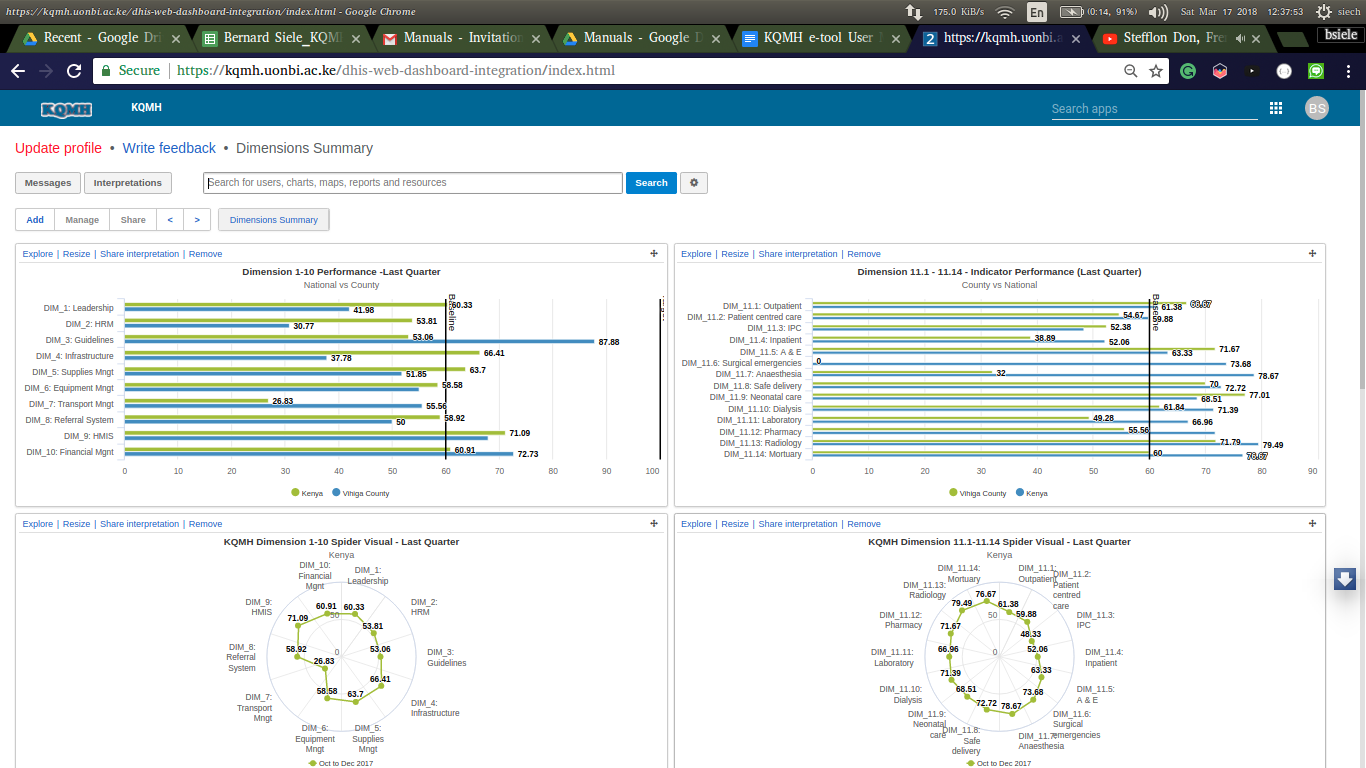 https://kqmh.uonbi.ac.ke/dhis-web-dashboard-integration/index.html - Google Chrome
175.0 KiB/s
En
(0:14, 91%)
Sat Mar 17 2018
12:37:53
siech
Recent - Google Dri
Bernard Siele_KQM
Manuals - Invitation
Manuals - Google D
KQMH e-tool User
https://kqmh.uonbi.a
Stefflon Don, Fre
bsiele
Secure
https://kqmh.uonbi.ac.ke/dhis-web-dashboard-integration/index.html
KQMH
KQMH
Search apps
BS
Update profile • Write feedback • Dimensions Summary
Messages
Interpretations
Search for users, charts, maps, reports and resources
Search
Add
Manage
Share
<
>
Dimensions Summary
Explore | Resize | Share interpretation | Remove
Dimension 1-10 Performance -Last Quarter
National vs County
Baseline
DIM_1: Leadership
60.33
41.98
DIM_2: HRM
53.81
30.77
DIM_3: Guidelines
53.06
87.88
DIM_4: Infrastructure
66.41
37.78
DIM_5: Supplies Mngt
63.7
51.85
DIM_6: Equipment Mngt
58.58
DIM_7: Transport Mngt
26.83
55.56
DIM_8: Referral System
58.92
50
DIM_9: HMIS
71.09
DIM_10: Financial Mgnt
60.91
72.73
0 10 20 30 40 50 60 70 80 90 100
Kenya
Vihiga County
Explore | Resize | Share interpretation | Remove
Dimension 11.1 - 11.14 - Indicator Performance (Last Quarter)
County vs National
Baseline
DIM_11.1: Outpatient
66.67
61.38
DIM_11.2: Patient centred care
54.67
59.88
DIM_11.3: IPC
52.38
DIM_11.4: Inpatient
38.89
52.06
DIM_11.5: A & E
71.67
63.33
DIM_11.6: Surgical emergencies
0
73.68
DIM_11.7: Anaesthesia
32
78.67
DIM_11.8: Safe delivery
70
72.72
DIM_11.9: Neonatal care
77.01
68.51
DIM_11.10: Dialysis
61.84
71.39
DIM_11.11: Laboratory
49.28
66.96
DIM_11.12: Pharmacy
55.56
DIM_11.13: Radiology
71.79
79.49
DIM_11.14: Mortuary
60
76.67
0 10 20 30 40 50 60 70 80 90
Vihiga County
Kenya
Explore | Resize | Share interpretation | Remove
KQMH Dimension 1-10 Spider Visual - Last Quarter
Kenya
DIM_10:
Financial
Mgnt
DIM_1:
Leadership
DIM_9:
HMIS
DIM_2:
HRM
60.91
60.33
50
71.09
53.81
DIM_8:
Referral
System
58.92
0
53.06
DIM_3:
Guidelines
26.83
66.41
58.58
63.7
DIM_7:
Transport
Mngt
DIM_4:
Infrastructure
DIM_6:
Equipment
Mngt
DIM_5:
Supplies
Mngt
Oct to Dec 2017
Explore | Resize | Share interpretation | Remove
KQMH Dimension 11.1-11.14 Spider Visual - Last Quarter
Kenya
DIM_11.14:
Mortuary
DIM_11.1:
Outpatient
DIM_11.2:
Patient
centred
care
DIM_11.13:
Radiology
76.67
61.38
79.49
50
59.88
DIM_11.12:
Pharmacy
DIM_11.3:
IPC
71.67
48.33
DIM_11.11:
Laboratory
66.96
0
52.06
DIM_11.4:
Inpatient
71.39
63.33
DIM_11.10:
Dialysis
DIM_11.5:
A & E
68.51
73.68
72.72
78.67
DIM_11.9:
Neonatal
care
DIM_11.6:
Surgical
emergencies
DIM_11.8:
Safe
delivery
DIM_11.7:
Anaesthesia
Oct to Dec 2017